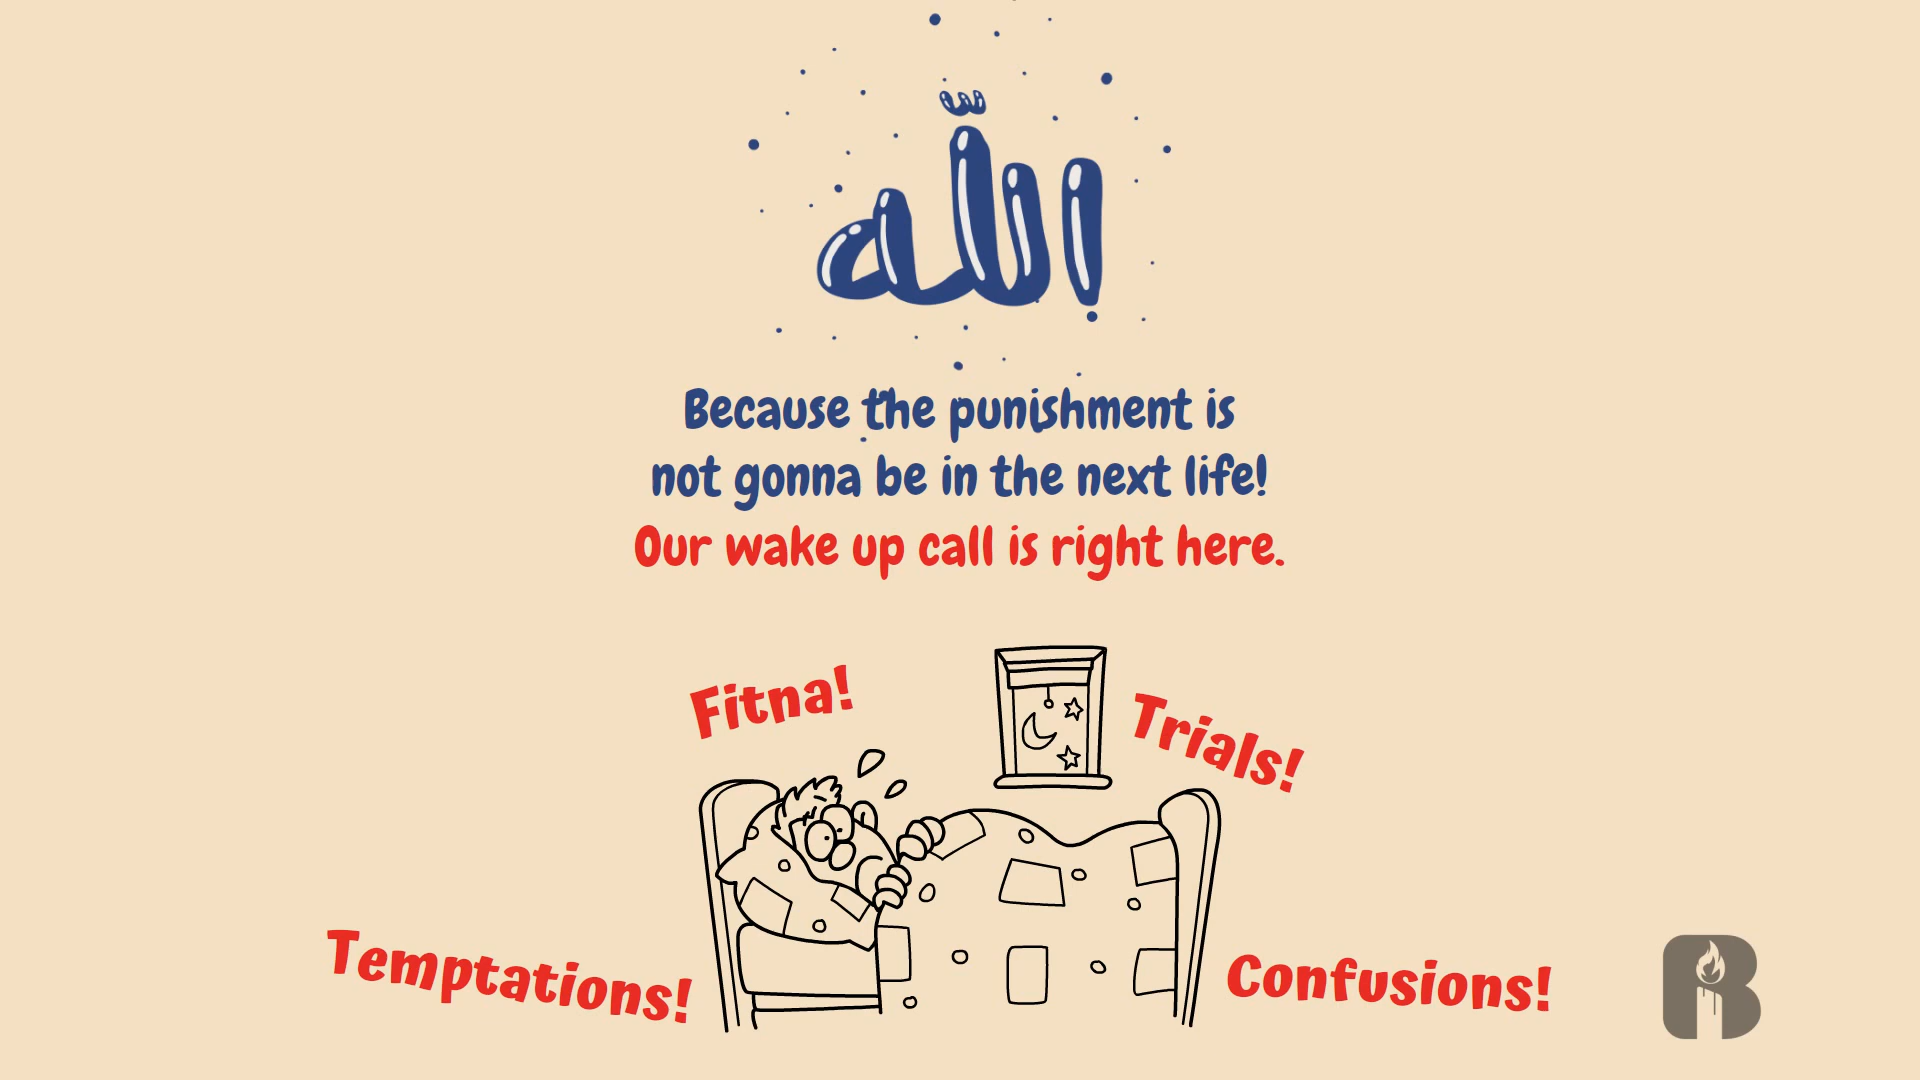 الله
Because the punishment is
not gonna be in the next life!
Our wake up call is right here.
Fitna!
Trials!
Temptations!
Confusions!
B